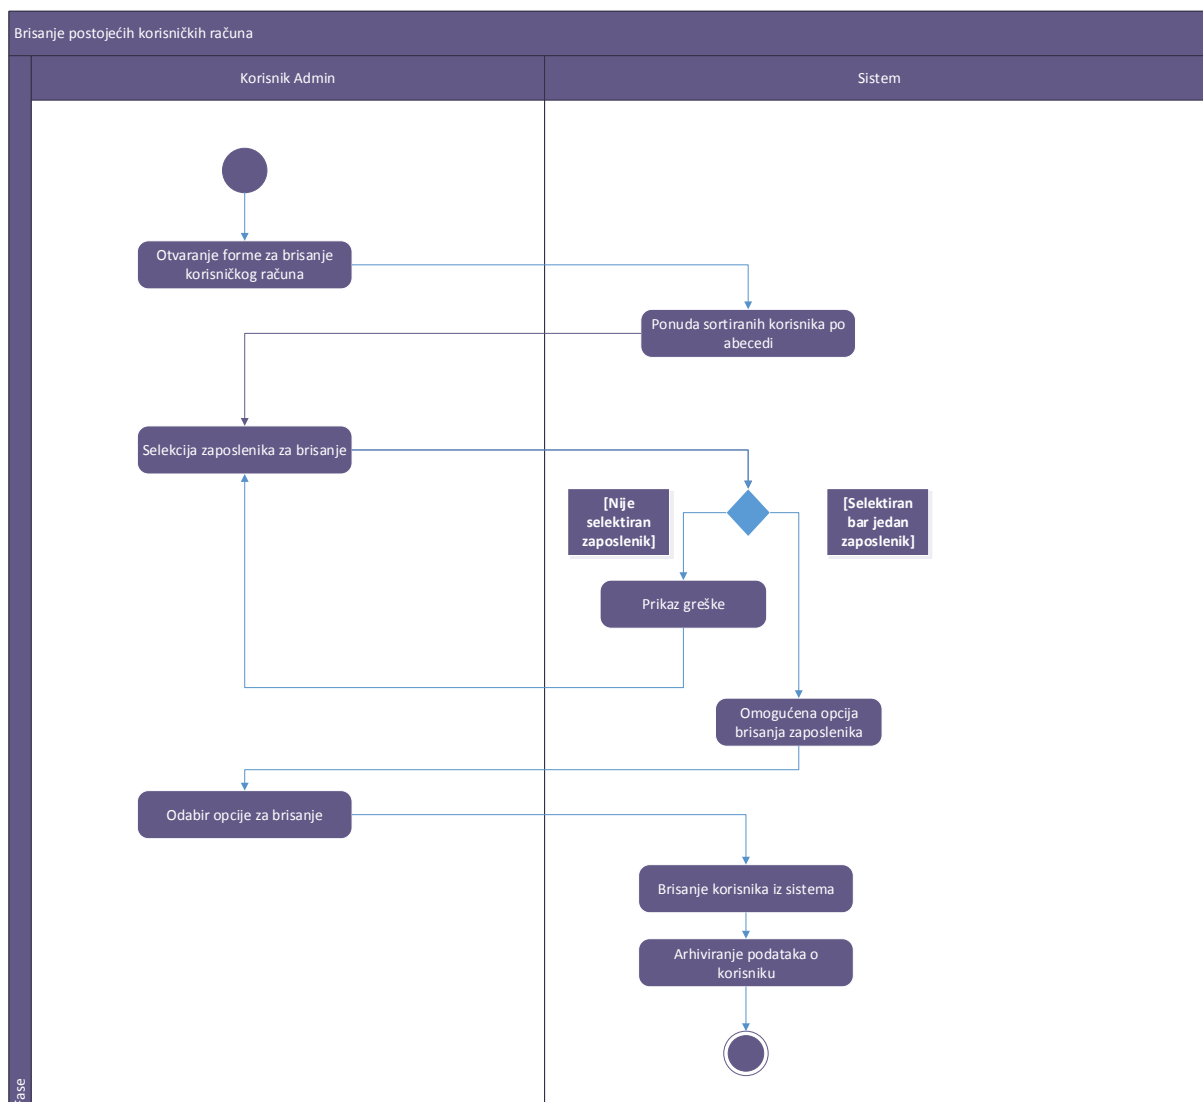 Brisanje postojećih korisničkih računa
Korisnik Admin
Sistem
Otvaranje forme za brisanje
korisničkog računa
Ponuda sortiranih korisnika po
abecedi
Selekcija zaposlenika za brisanje
[Nije
selektiran
zaposlenik]
[Selektiran
bar jedan
zaposlenik]
Prikaz greške
Omogućena opcija
brisanja zaposlenika
Odabir opcije za brisanje
Brisanje korisnika iz sistema
Arhiviranje podataka o
korisniku